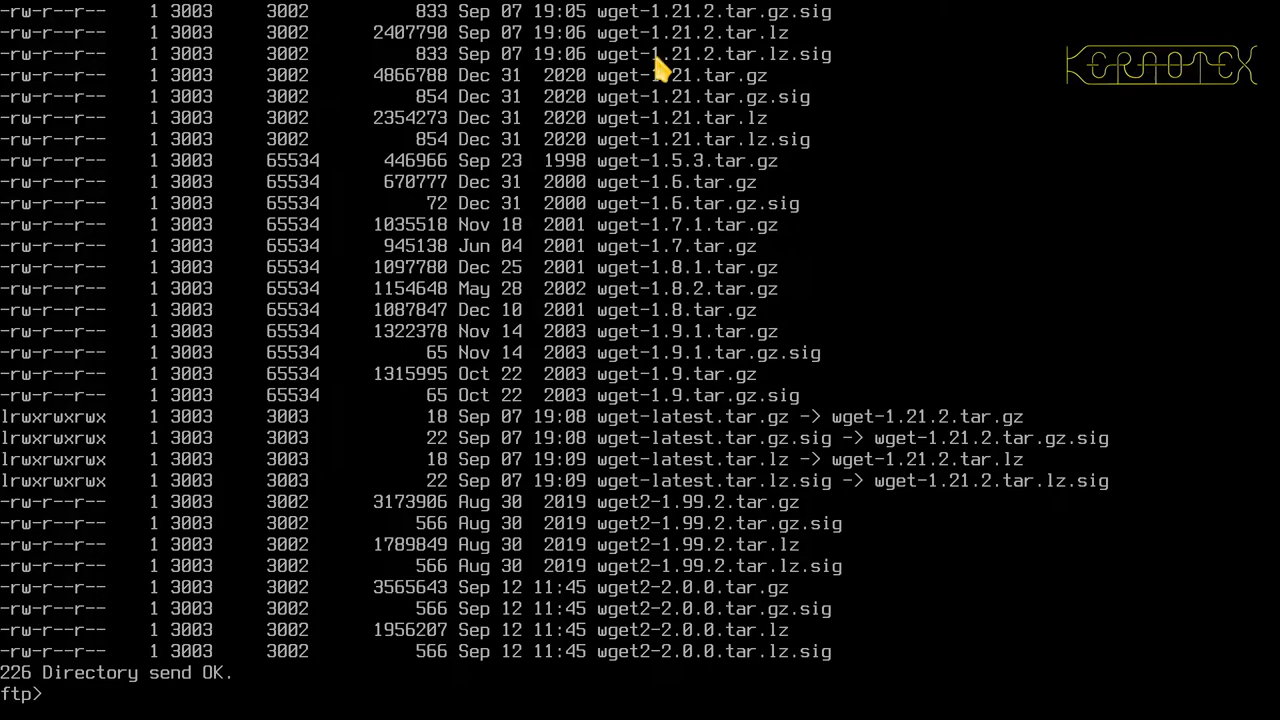 -rw-r--r-- 1 3003 3002 833 Sep 07 19:05 wget-1.21.2.tar.gz.sig
-rw-r--r-- 1 3003 3002 2407790 Sep 07 19:06 wget-1.21.2.tar.lz
-rw-r--r-- 1 3003 3002 833 Sep 07 19:06 wget-1.21.2.tar.lz.sig
KERNOTEX
-rw-r--r-- 1 3003 3002 4866788 Dec 31 2020 wget-1.21.tar.gz
-rw-r--r-- 1 3003 3002 854 Dec 31 2020 wget-1.21.tar.gz.sig
-rw-r--r-- 1 3003 3002 2354273 Dec 31 2020 wget-1.21.tar.lz
-rw-r--r-- 1 3003 3002 854 Dec 31 2020 wget-1.21.tar.lz.sig
-rw-r--r-- 1 3003 65534 446966 Sep 23 1998 wget-1.5.3.tar.gz
-rw-r--r-- 1 3003 65534 670777 Dec 31 2000 wget-1.6.tar.gz
-rw-r--r-- 1 3003 65534 72 Dec 31 2000 wget-1.6.tar.gz.sig
-rw-r--r-- 1 3003 65534 1035518 Nov 18 2001 wget-1.7.1.tar.gz
-rw-r--r-- 1 3003 65534 945138 Jun 04 2001 wget-1.7.tar.gz
-rw-r--r-- 1 3003 65534 1097780 Dec 25 2001 wget-1.8.1.tar.gz
-rw-r--r-- 1 3003 65534 1154648 May 28 2002 wget-1.8.2.tar.gz
-rw-r--r-- 1 3003 65534 1087847 Dec 10 2001 wget-1.8.tar.gz
-rw-r--r-- 1 3003 65534 1322378 Nov 14 2003 wget-1.9.1.tar.gz
-rw-r--r-- 1 3003 65534 65 Nov 14 2003 wget-1.9.1.tar.gz.sig
-rw-r--r-- 1 3003 65534 1315995 Oct 22 2003 wget-1.9.tar.gz
-rw-r--r-- 1 3003 65534 65 Oct 22 2003 wget-1.9.tar.gz.sig
lrwxrwxrwx 1 3003 3003 18 Sep 07 19:08 wget-latest.tar.gz -> wget-1.21.2.tar.gz
lrwxrwxrwx 1 3003 3003 22 Sep 07 19:08 wget-latest.tar.gz.sig -> wget-1.21.2.tar.gz.sig
lrwxrwxrwx 1 3003 3003 18 Sep 07 19:09 wget-latest.tar.lz -> wget-1.21.2.tar.lz
lrwxrwxrwx 1 3003 3003 22 Sep 07 19:09 wget-latest.tar.lz.sig -> wget-1.21.2.tar.lz.sig
-rw-r--r-- 1 3003 3002 3173906 Aug 30 2019 wget2-1.99.2.tar.gz
-rw-r--r-- 1 3003 3002 566 Aug 30 2019 wget2-1.99.2.tar.gz.sig
-rw-r--r-- 1 3003 3002 1789849 Aug 30 2019 wget2-1.99.2.tar.lz
-rw-r--r-- 1 3003 3002 566 Aug 30 2019 wget2-1.99.2.tar.lz.sig
-rw-r--r-- 1 3003 3002 3565643 Sep 12 11:45 wget2-2.0.0.tar.gz
-rw-r--r-- 1 3003 3002 566 Sep 12 11:45 wget2-2.0.0.tar.gz.sig
-rw-r--r-- 1 3003 3002 1956207 Sep 12 11:45 wget2-2.0.0.tar.lz
-rw-r--r-- 1 3003 3002 566 Sep 12 11:45 wget2-2.0.0.tar.lz.sig
226 Directory send OK.
ftp>